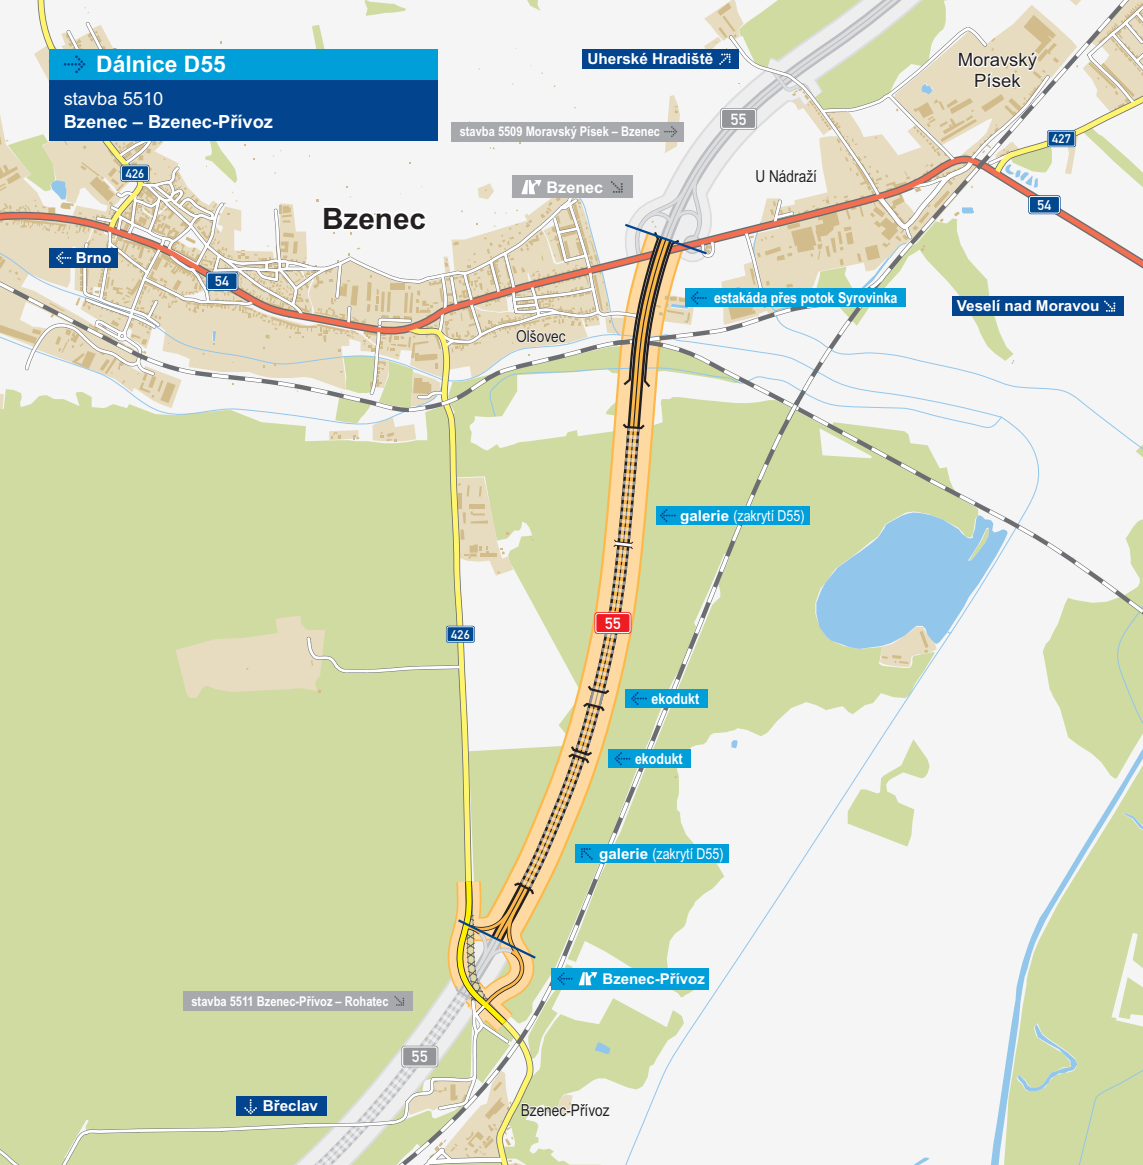 Dálnice D55
stavba 5510
Bzenec – Bzenec-Přívoz
Uherské Hradiště
Moravský
Písek
55
stavba 5509 Moravský Písek – Bzenec
427
426
U Nádraží
Bzenec
54
Bzenec
Brno
54
estakáda přes potok Syrovinka
Veselí nad Moravou
Olšovec
galerie (zakrytí D55)
55
426
ekodukt
ekodukt
galerie (zakrytí D55)
Bzenec-Přívoz
stavba 5511 Bzenec-Přívoz – Rohatec
55
Břeclav
Bzenec-Přívoz